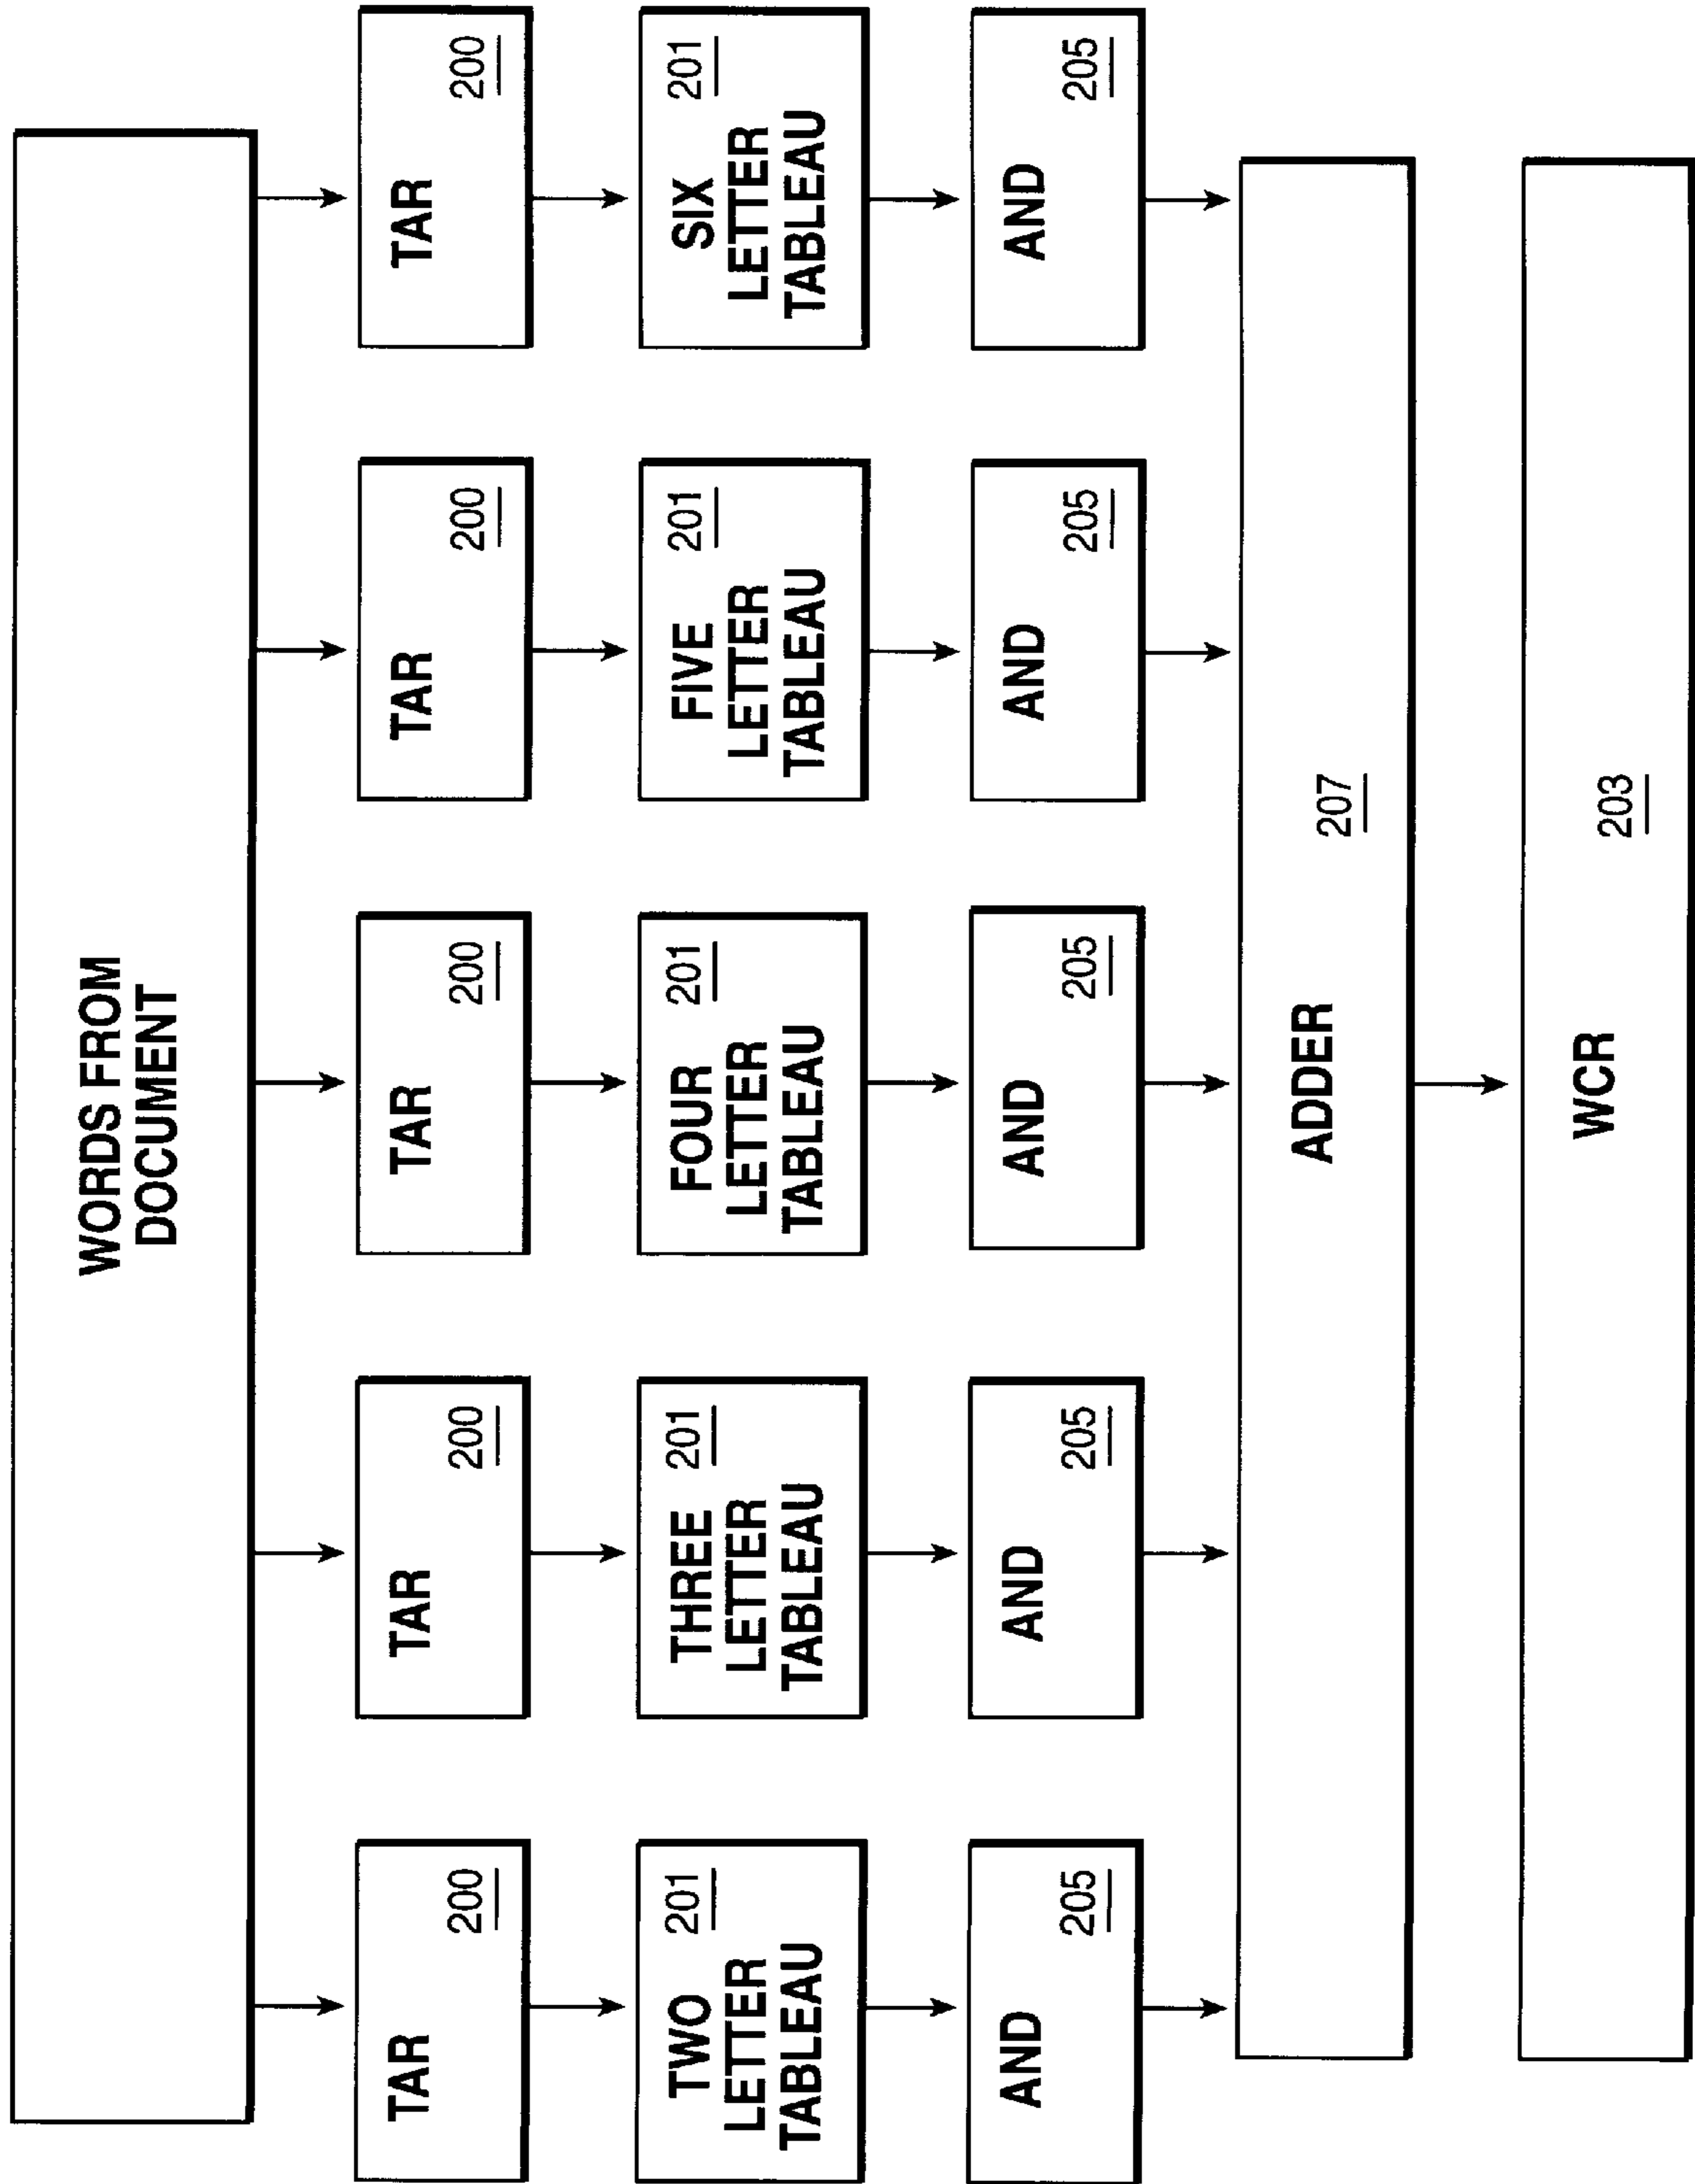 WORDS FROM
DOCUMENT
TAR
200
TAR
200
TAR
200
TAR
200
TAR
200
TWO 201
LETTER
TABLEAU
THREE 201
LETTER
TABLEAU
FOUR 201
LETTER
TABLEAU
FIVE 201
LETTER
TABLEAU
SIX 201
LETTER
TABLEAU
AND
205
AND
205
AND
205
AND
205
AND
205
ADDER
207
WCR
203